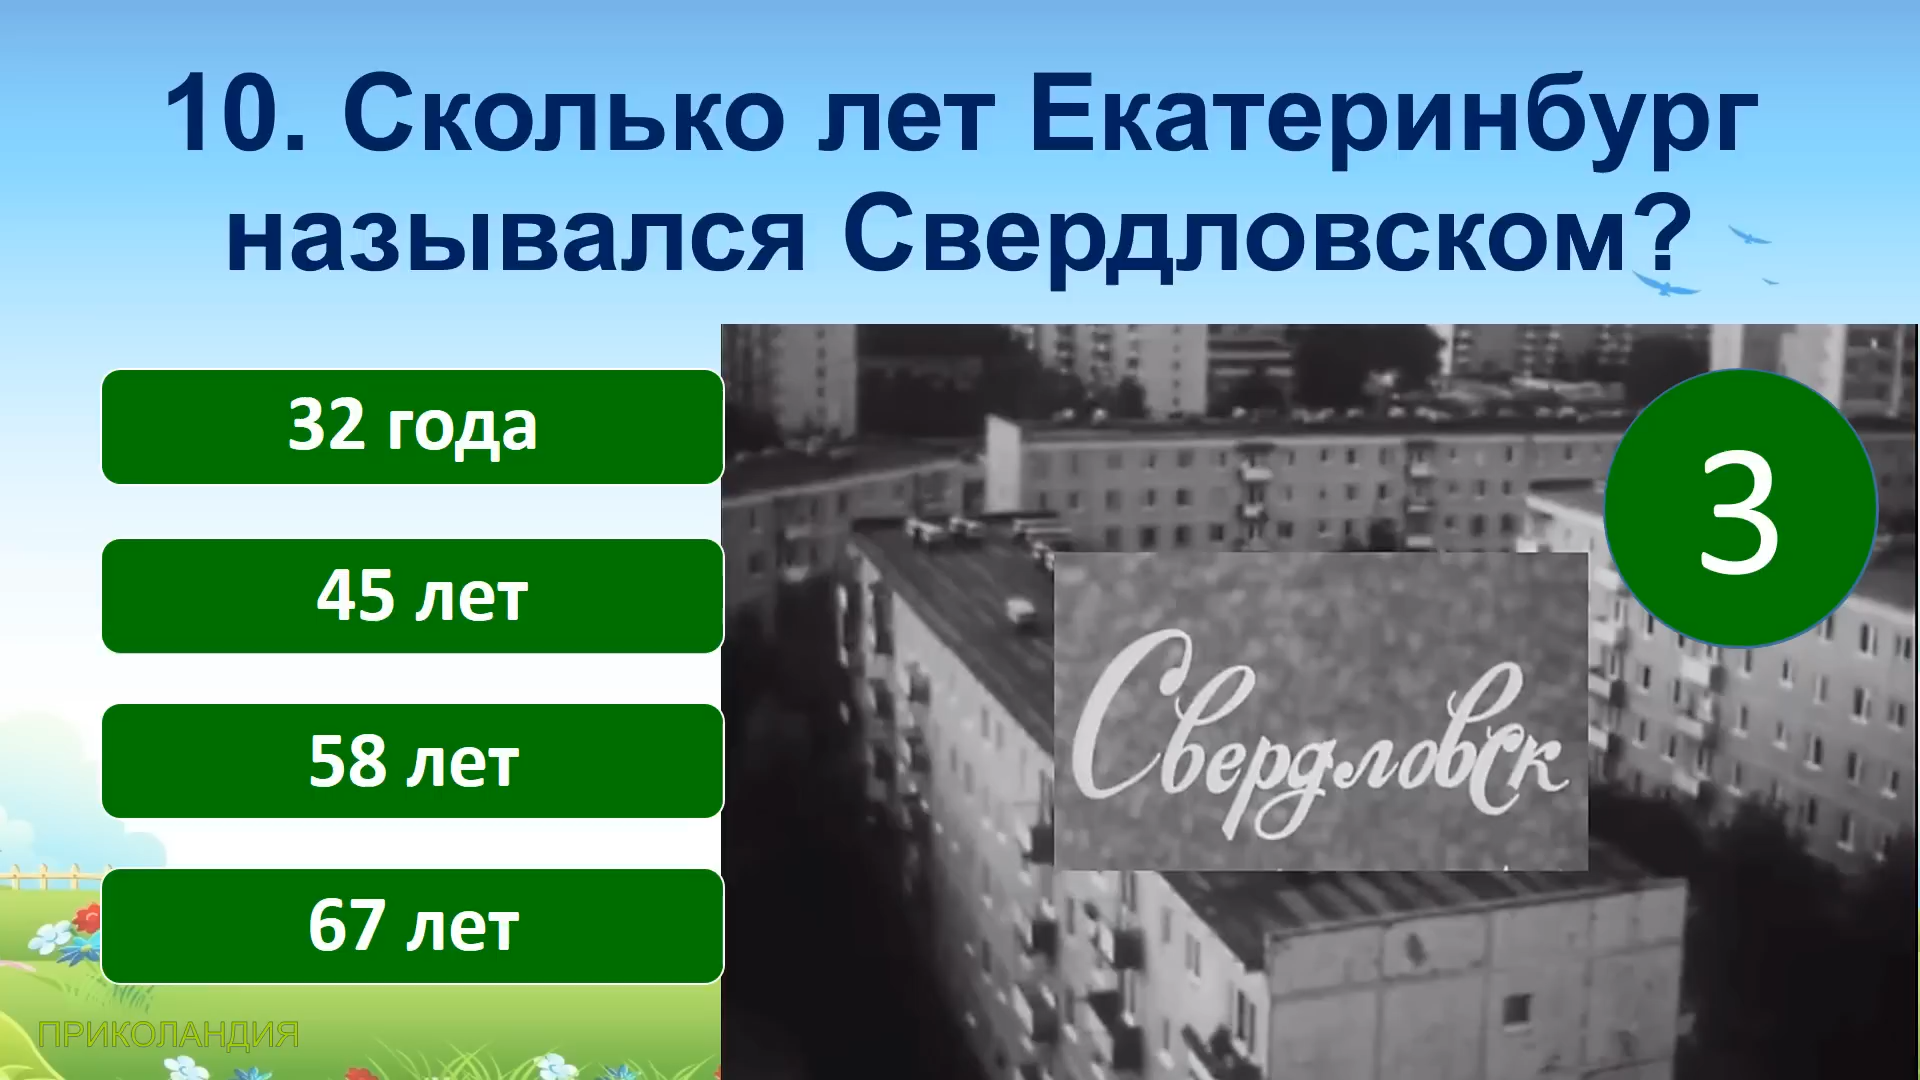 10. Сколько лет Екатеринбург
назывался Свердловском?
32 года
45 лет
58 лет
67 лет
3
Свердловск
ПРИКОЛАНДИЯ